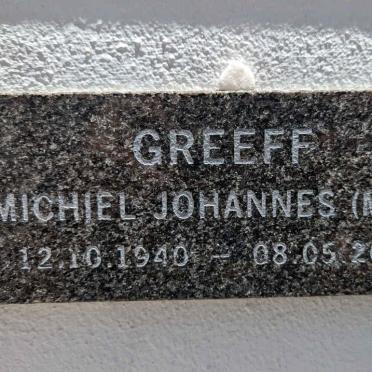 GREEFF
MICHIEL JOHANNES (M
12.10.1940 - 08.05.20